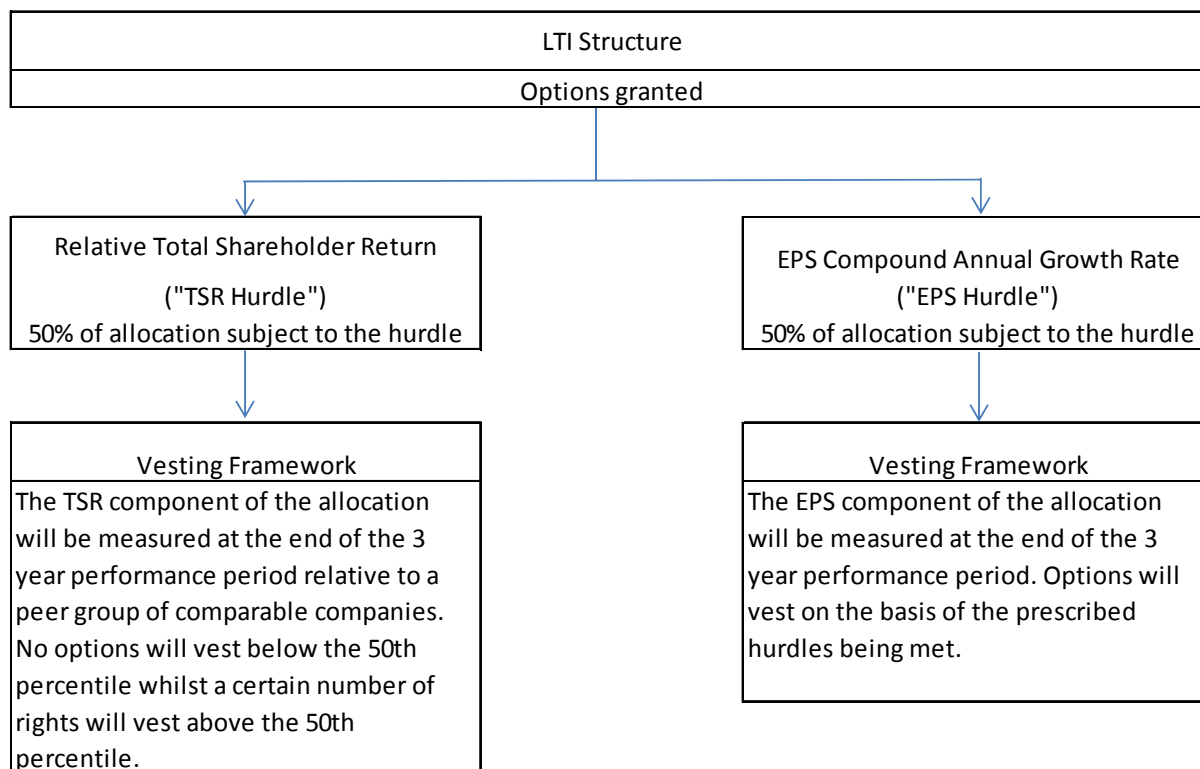 LTI Structure
Options granted
Relative Total Shareholder Return
("TSR Hurdle")
50% of allocation subject to the hurdle
EPS Compound Annual Growth Rate
("EPS Hurdle")
50% of allocation subject to the hurdle
Vesting Framework
The TSR component of the allocation
will be measured at the end of the 3
year performance period relative to a
peer group of comparable companies.
No options will vest below the 50th
percentile whilst a certain number of
rights will vest above the 50th
percentile.
Vesting Framework
The EPS component of the allocation
will be measured at the end of the 3
year performance period. Options will
vest on the basis of the prescribed
hurdles being met.